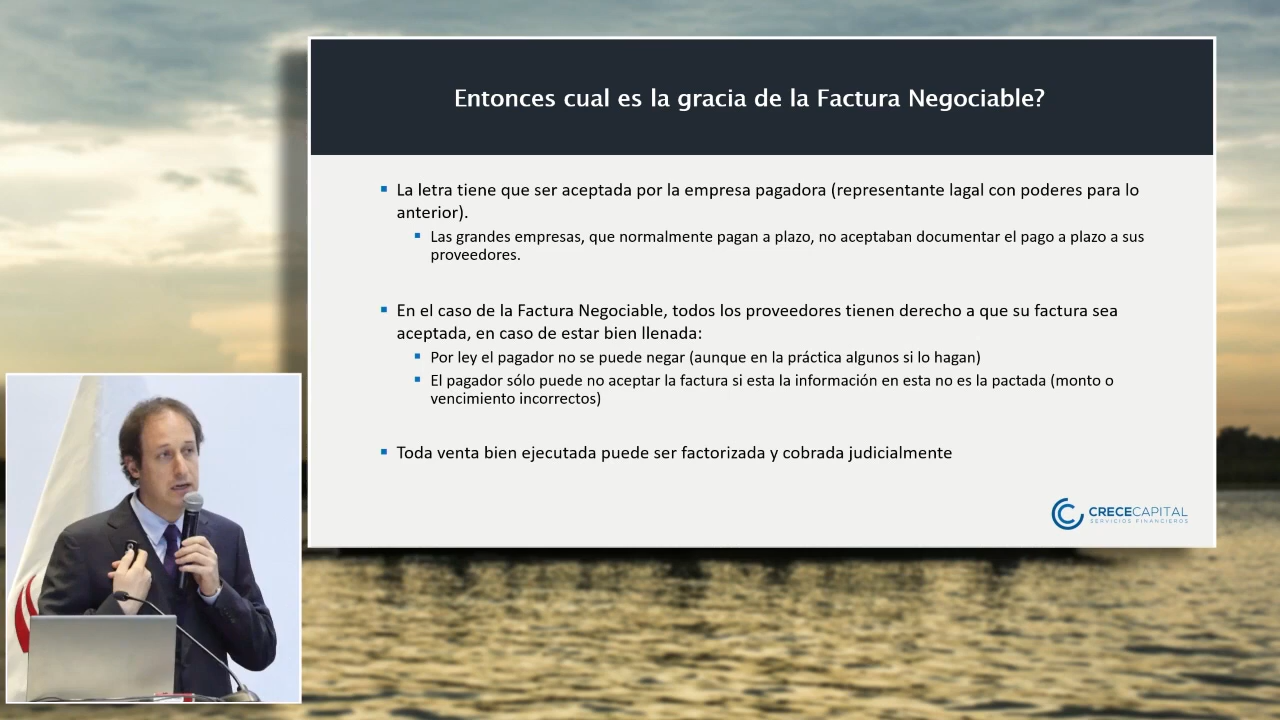 Entonces cual es la gracia de la Factura Negociable?
La letra tiene que ser aceptada por la empresa pagadora (representante lagal con poderes para lo
anterior).
Las grandes empresas, que normalmente pagan a plazo, no aceptaban documentar el pago a plazo a sus
proveedores.
En el caso de la Factura Negociable, todos los proveedores tienen derecho a que su factura sea
aceptada, en caso de estar bien llenada:
Por ley el pagador no se puede negar (aunque en la práctica algunos si lo hagan)
El pagador sólo puede no aceptar la factura si esta la información en esta no es la pactada (monto o
vencimiento incorrectos)
Toda venta bien ejecutada puede ser factorizada y cobrada judicialmente
CRECECAPITAL
SERVICIOS FINANCIEROS